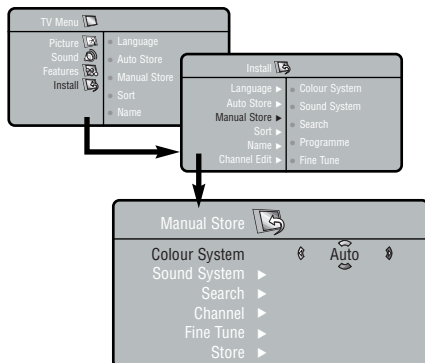 TV Menu
Picture
Sound
Features
Install
Language
Auto Store
Manual Store
Sort
Name
Install
Language
Auto Store
Manual Store
Sort
Name
Channel Edit
Colour System
Sound System
Search
Programme
Fine Tune
Manual Store
Colour System Auto
Sound System
Search
Channel
Fine Tune
Store